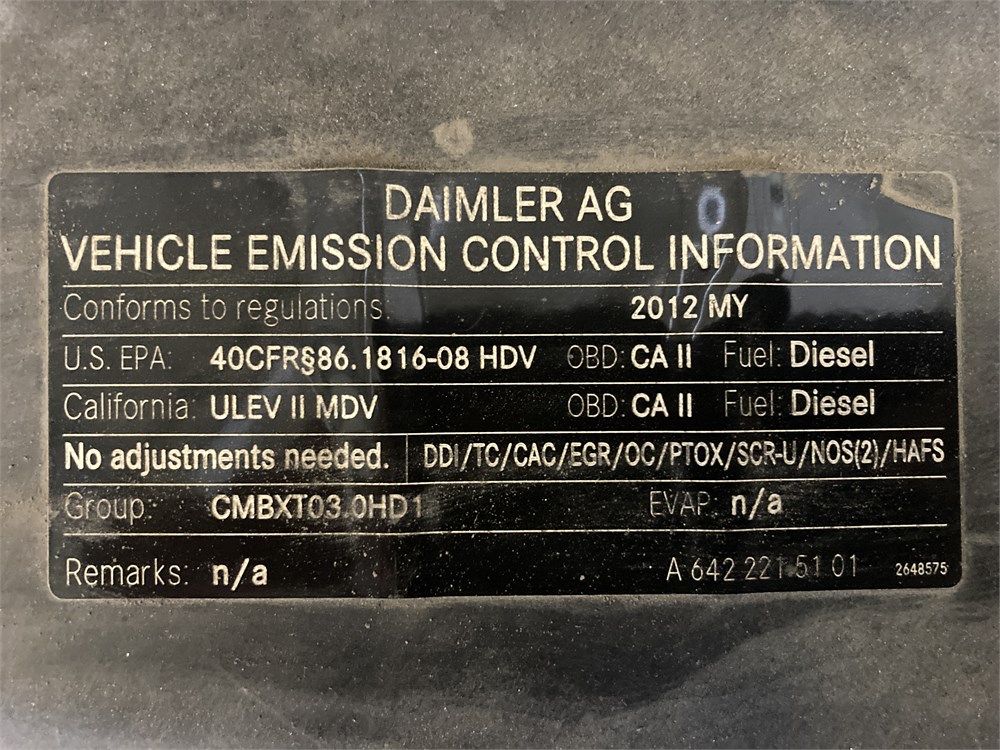 DAIMLER AG
VEHICLE EMISSION CONTROL INFORMATION
Conforms to regulations: 2012 MY
U.S. EPA: 40CFR§86.1816-08 HDV OBD: CA II Fuel: Diesel
California: ULEV II MDV OBD: CA II Fuel: Diesel
No adjustments needed. DDI/TC/CAC/EGR/OC/PTOX/SCR-U/NOS(2)/HAFS
Group: CMBXT03.0HD1 EVAP: n/a
Remarks: n/a A 642 221 51 01 2648575